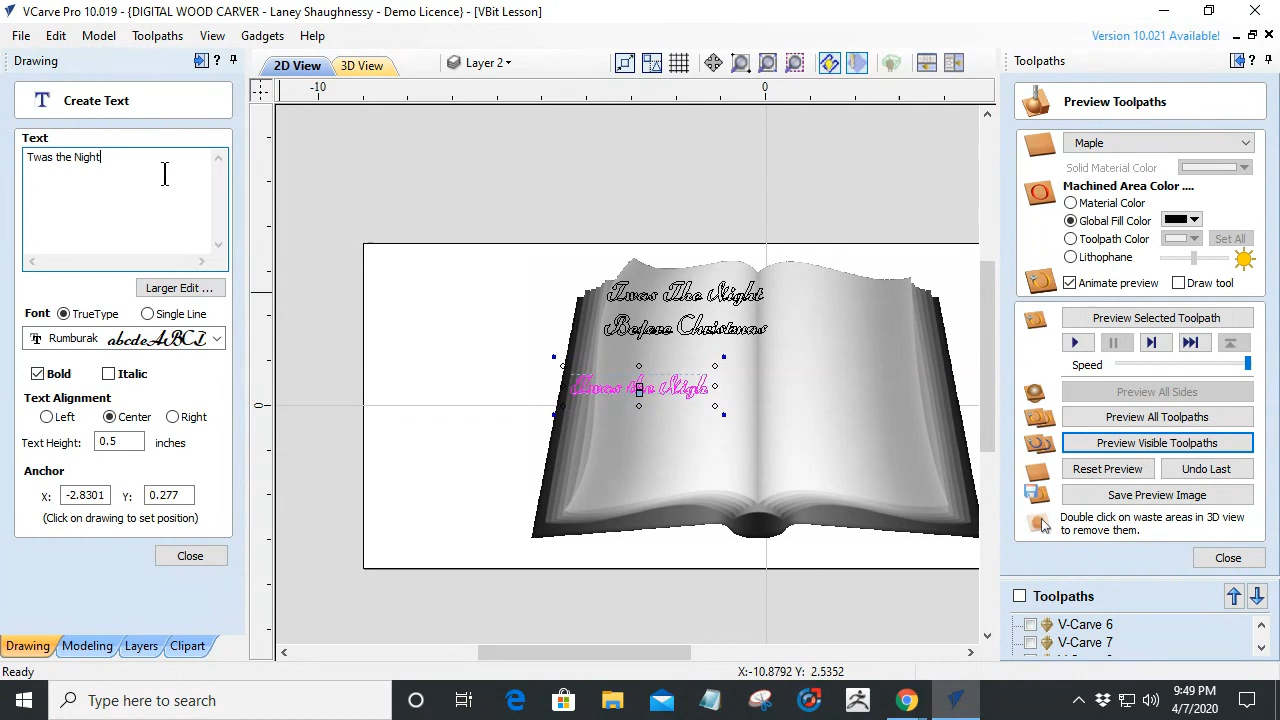 VCarve Pro 10.019 - {DIGITAL WOOD CARVER - Laney Shaughnessy - Demo Licence} - [VBit Lesson]
File Edit Model Toolpaths View Gadgets Help Version 10.021 Available!
Drawing
Create Text
Text
Twas the Night
Larger Edit ...
Font TrueType Single Line
Rumburak abcdeABCD
Bold Italic
Text Alignment
Left Center Right
Text Height: 0.5 inches
Anchor
X: -2.8301 Y: 0.277
(Click on drawing to set position)
Close
Drawing Modeling Layers Clipart
2D View 3D View Layer 2
-10 0
0
Twas The Night
Before Christmas
Twas the Nigh
Toolpaths
Preview Toolpaths
Maple
Solid Material Color
Machined Area Color ....
Material Color
Global Fill Color
Toolpath Color Set All
Lithophane
Animate preview Draw tool
Preview Selected Toolpath
Speed
Preview All Sides
Preview All Toolpaths
Preview Visible Toolpaths
Reset Preview Undo Last
Save Preview Image
Double click on waste areas in 3D view
to remove them.
Close
Toolpaths
V-Carve 6
V-Carve 7
Ready X:-10.8792 Y: 2.5352
Type here to search
9:49 PM
4/7/2020